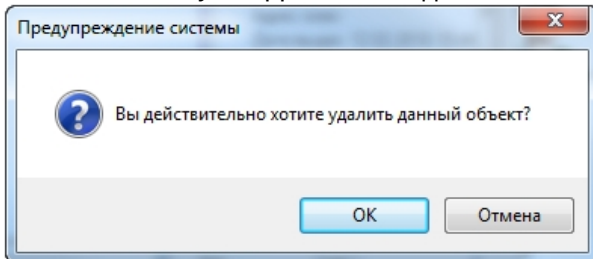 Предупреждение системы
Вы действительно хотите удалить данный объект?
OK
Отмена